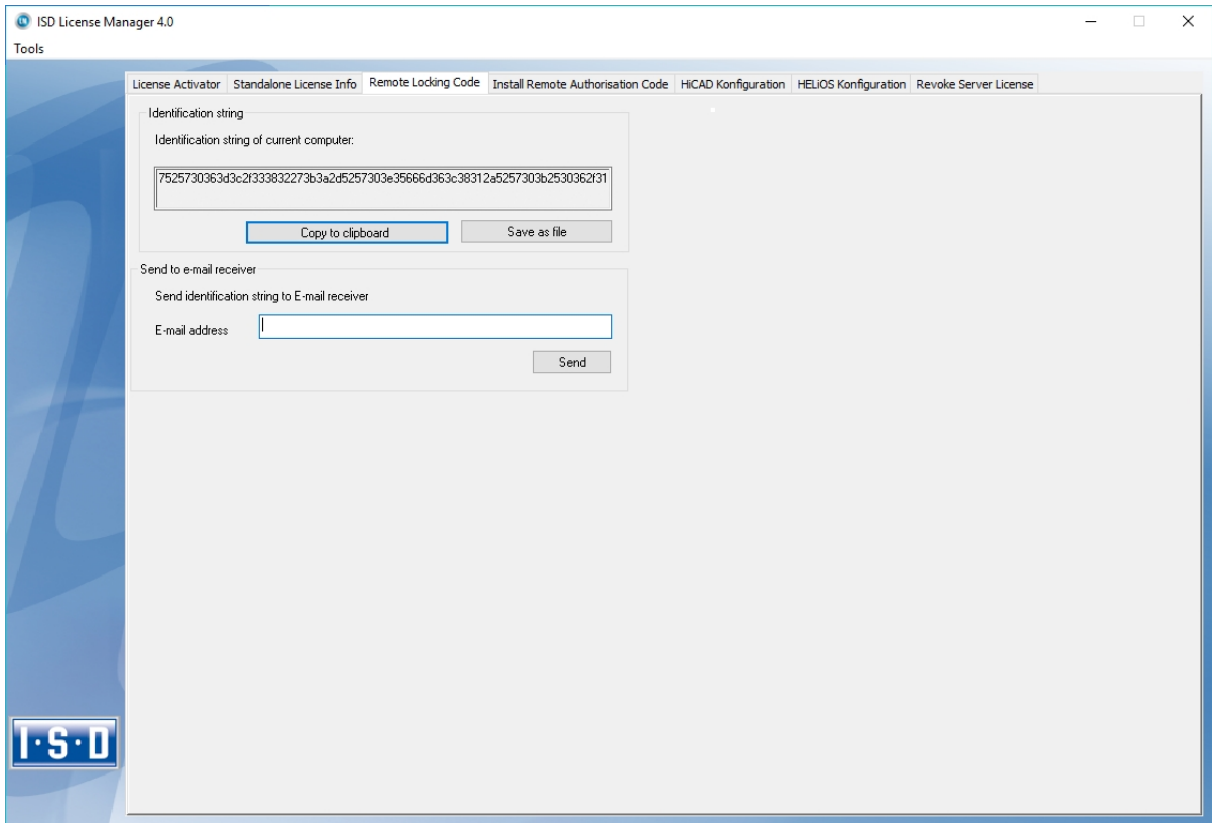 ISD License Manager 4.0
Tools
License Activator Standalone License Info Remote Locking Code Install Remote Authorisation Code HiCAD Konfiguration HELiOS Konfiguration Revoke Server License
Identification string
Identification string of current computer:
7525730363d3c2f333832273b3a2d5257303e35666d363c38312a5257303b2530362f31
Copy to clipboard Save as file
Send to e-mail receiver
Send identification string to E-mail receiver
E-mail address
Send
I·S·D